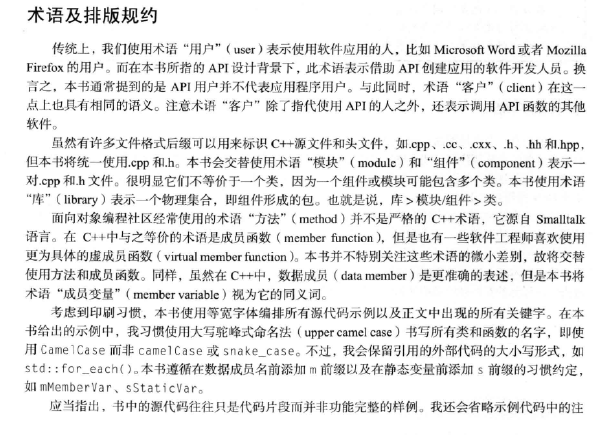 术语及排版规约
传统上，我们使用术语“用户”（user）表示使用软件应用的人，比如 Microsoft Word 或者 Mozilla
Firefox 的用户。而在本书所指的 API 设计背景下，此术语表示借助 API 创建应用的软件开发人员。换
言之，本书通常提到的是 API 用户并不代表应用程序用户。与此同时，术语“客户”（client）在这一
点上也具有相同的语义。注意术语“客户”除了指代使用 API 的人之外，还表示调用 API 函数的其他
软件。
虽然有许多文件格式后缀可以用来标识 C++源文件和头文件，如.cpp、.cc、.cxx、.h、.hh 和.hpp，
但本书将统一使用.cpp 和.h。本书会交替使用术语“模块”（module）和“组件”（component）表示一
对.cpp 和.h 文件。很明显它们不等价于一个类，因为一个组件或模块可能包含多个类。本书使用术语
“库”（library）表示一个物理集合，即组件形成的包。也就是说，库 > 模块/组件 > 类。
面向对象编程社区经常使用的术语“方法”（method）并不是严格的 C++术语，它源自 Smalltalk
语言。在 C++中与之等价的术语是成员函数（member function），但是也有一些软件工程师喜欢使用
更为具体的虚成员函数（virtual member function）。本书并不特别关注这些术语的微小差别，故将交替
使用方法和成员函数。同样，虽然在 C++中，数据成员（data member）是更准确的表述，但是本书将
术语“成员变量”（member variable）视为它的同义词。
考虑到印刷习惯，本书使用等宽字体编排所有源代码示例以及正文中出现的所有关键字。在本
书给出的示例中，我习惯使用大写驼峰式命名法（upper camel case）书写所有类和函数的名字，即使
用 CamelCase 而非 camelCase 或 snake_case。不过，我会保留引用的外部代码的大小写形式，如
std::for_each()。本书遵循在数据成员名前添加 m 前缀以及在静态变量前添加 s 前缀的习惯约定，
如 mMemberVar、sStaticVar。
应当指出，书中的源代码往往只是代码片段而并非功能完整的样例。我还会省略示例代码中的注